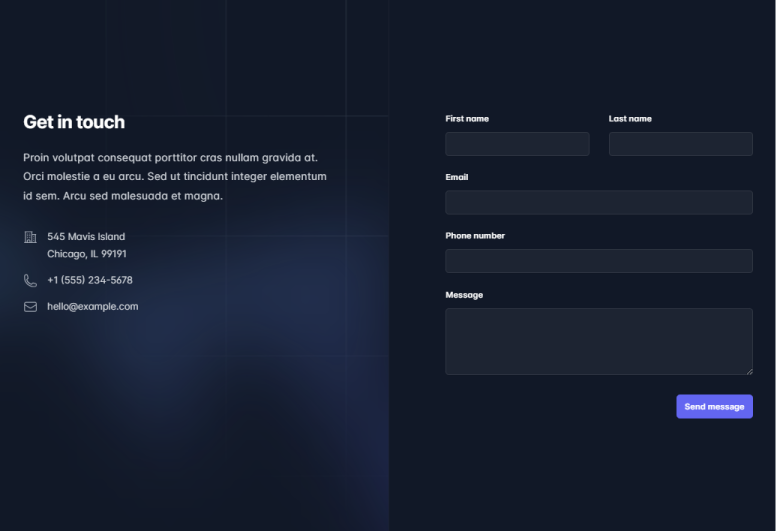 Get in touch
Proin volutpat consequat porttitor cras nullam gravida at.
Orci molestie a eu arcu. Sed ut tincidunt integer elementum
id sem. Arcu sed malesuada et magna.
545 Mavis Island
Chicago, IL 99191
+1 (555) 234-5678
hello@example.com
First name
Last name
Email
Phone number
Message
Send message